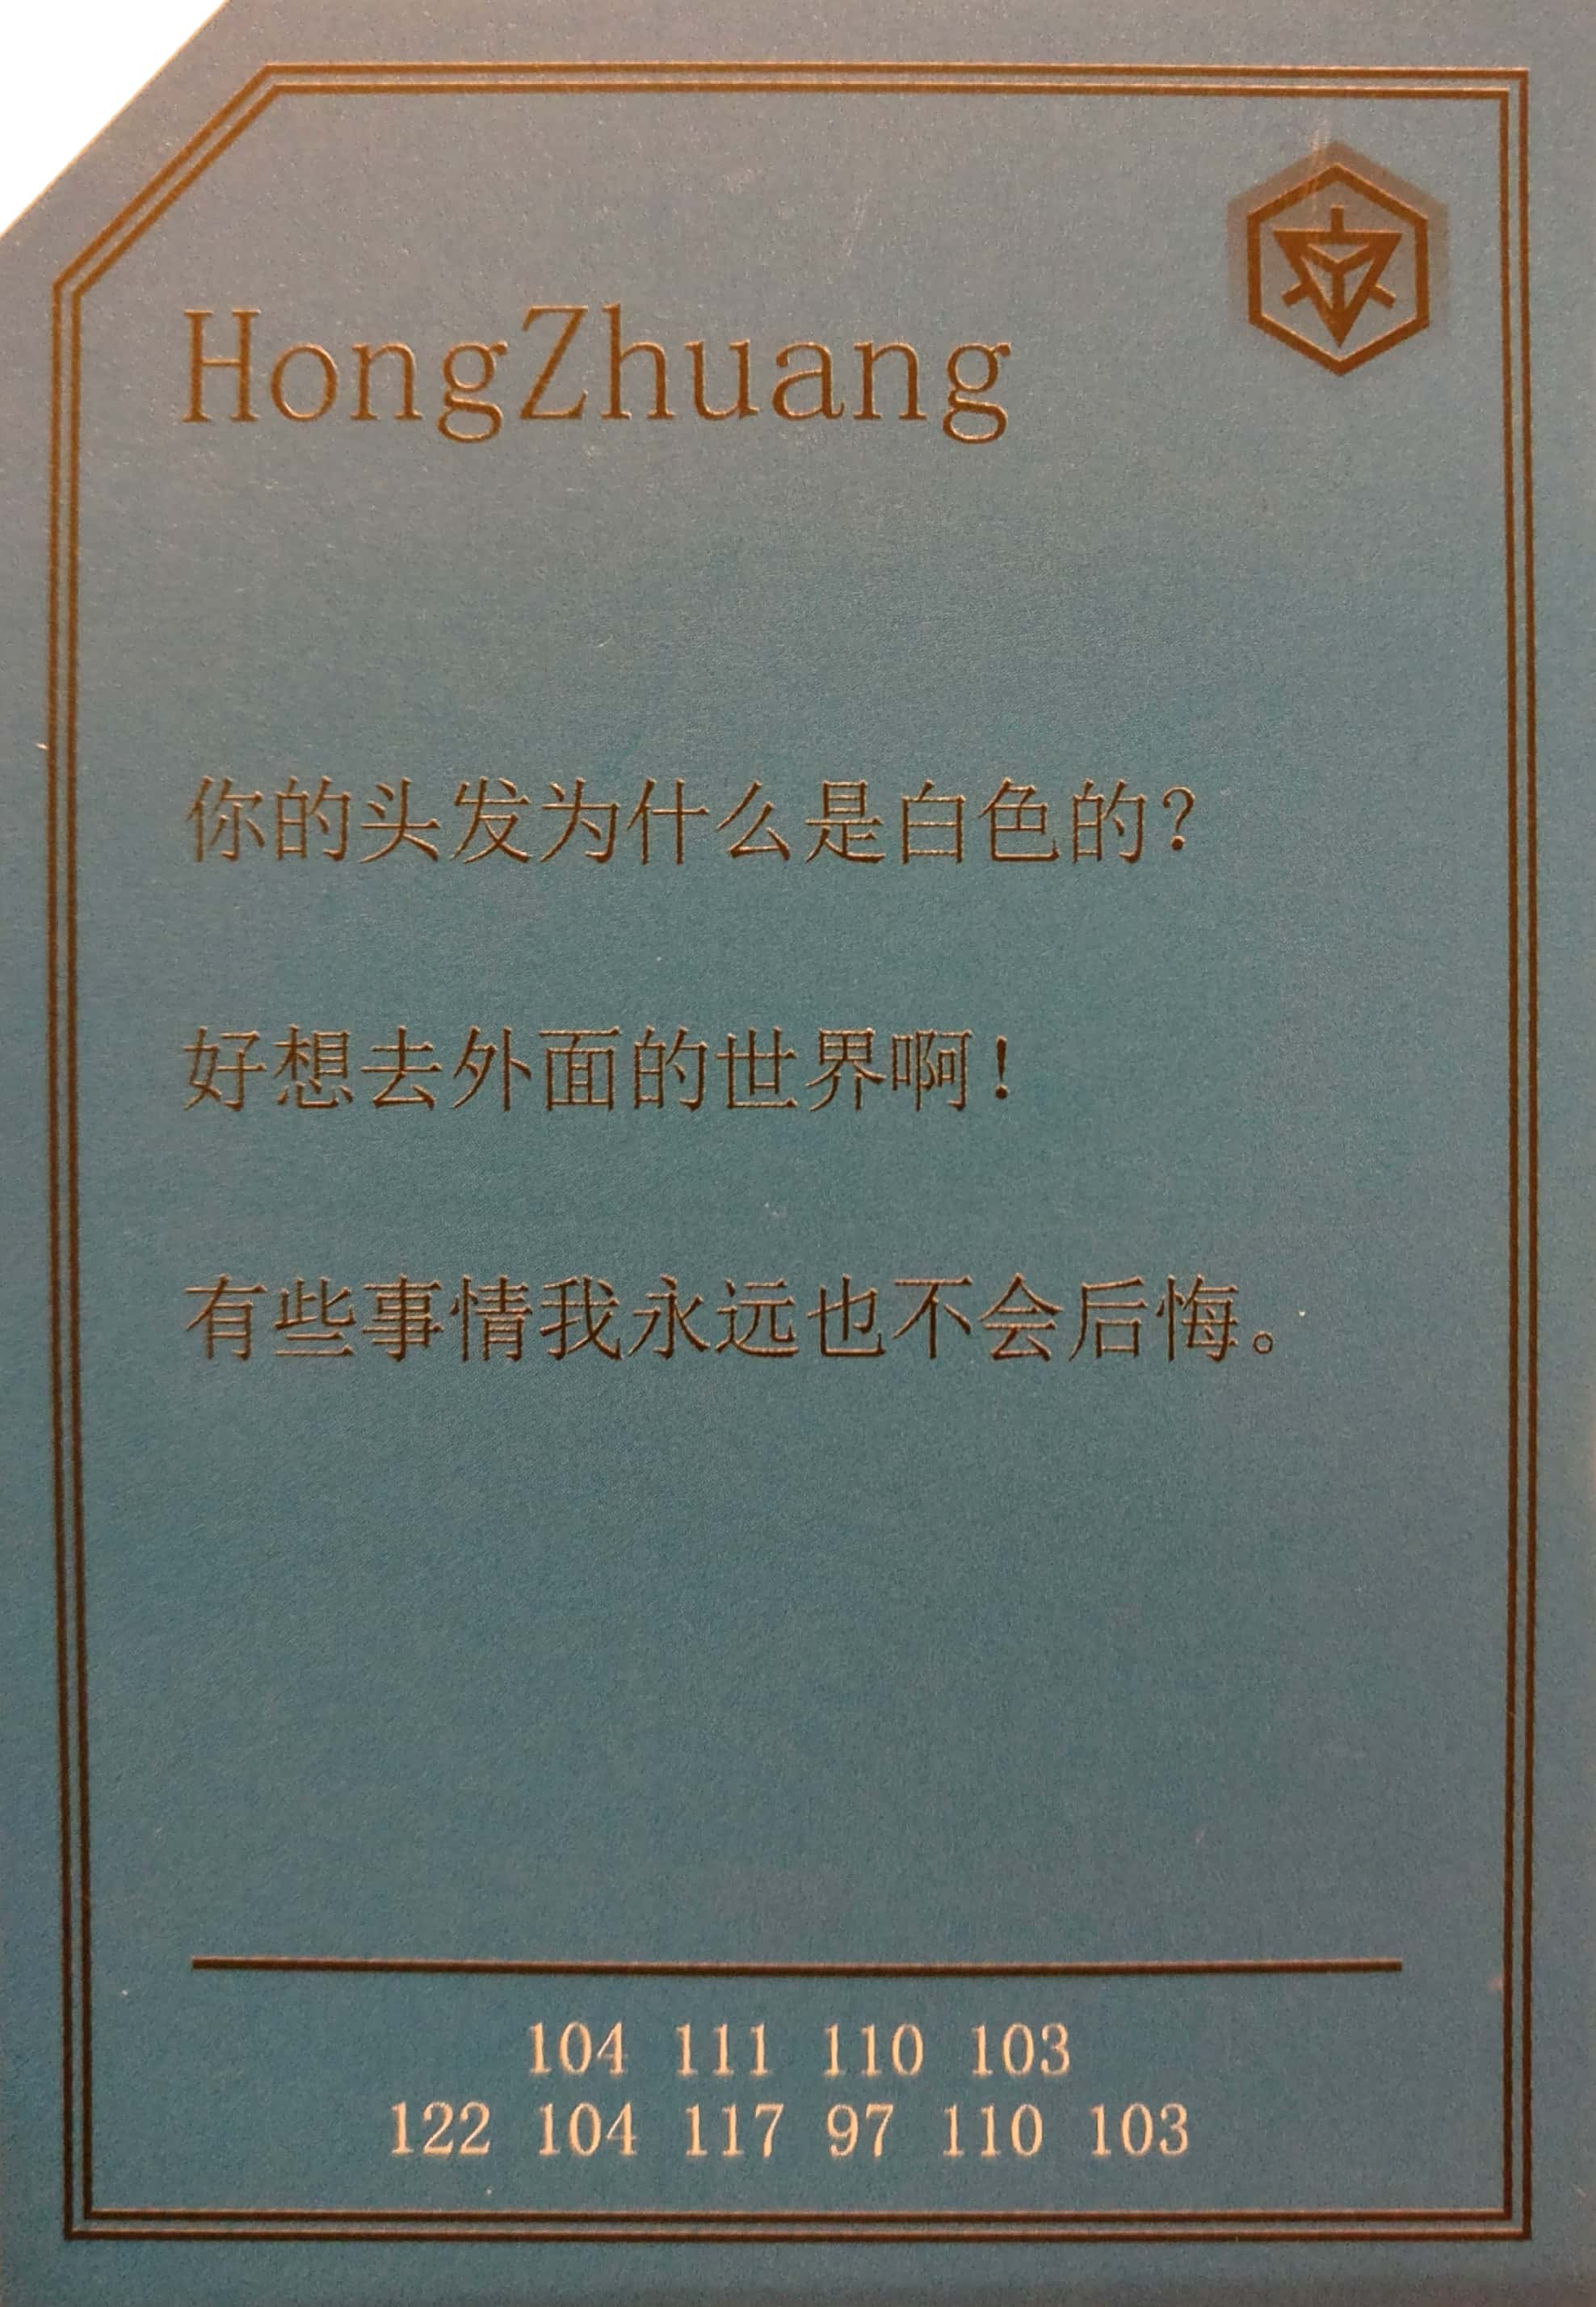 HongZhuang
你的头发为什么是白色的？
好想去外面的世界啊！
有些事情我永远也不会后悔。
104 111 110 103
122 104 117 97 110 103